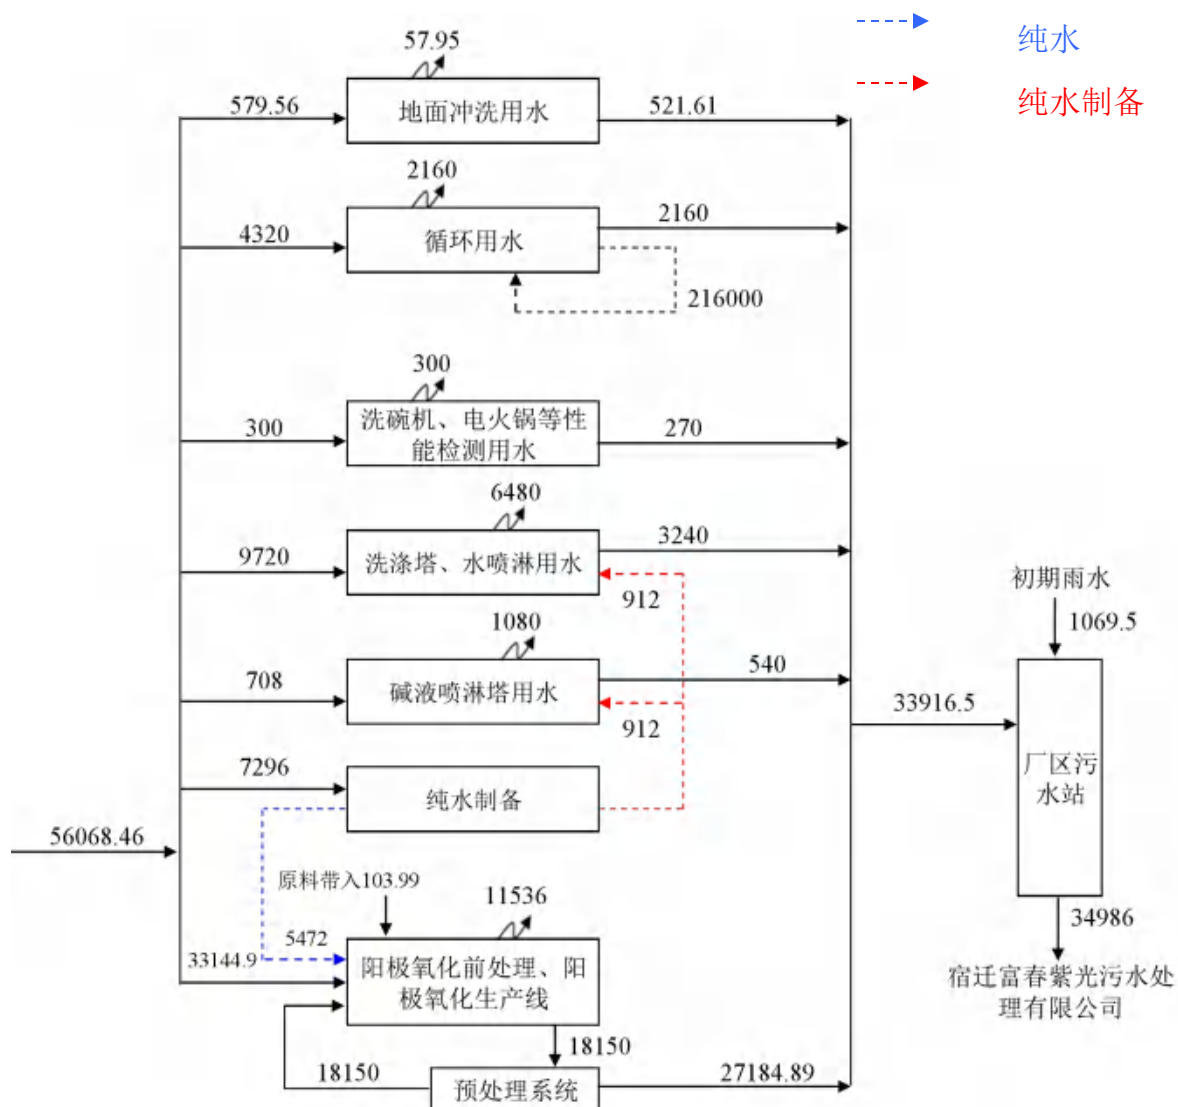 纯水
纯水制备
57.95
579.56
地面冲洗用水
521.61
2160
4320
循环用水
2160
216000
300
300
洗碗机、电火锅等性
能检测用水
270
6480
9720
洗涤塔、水喷淋用水
3240
912
1080
708
碱液喷淋塔用水
540
912
7296
纯水制备
56068.46
原料带入103.99
11536
5472
33144.9
阳极氧化前处理、阳
极氧化生产线
18150
18150
预处理系统
27184.89
初期雨水
1069.5
33916.5
厂区污
水站
34986
宿迁富春紫光污水处
理有限公司